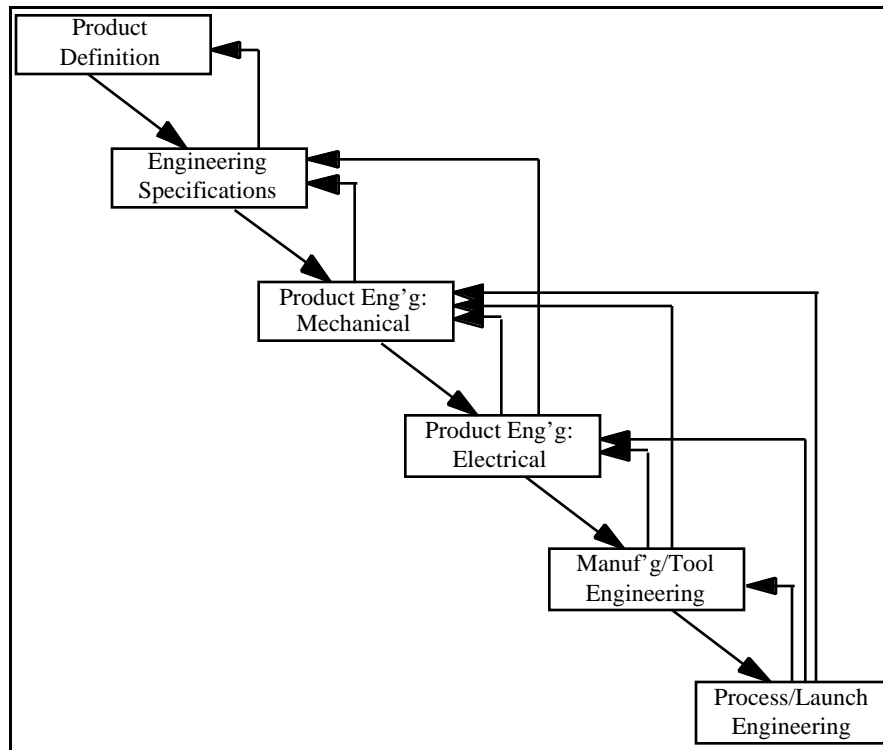 Product
Definition
Engineering
Specifications
Product Eng’g:
Mechanical
Product Eng’g:
Electrical
Manuf’g/Tool
Engineering
Process/Launch
Engineering